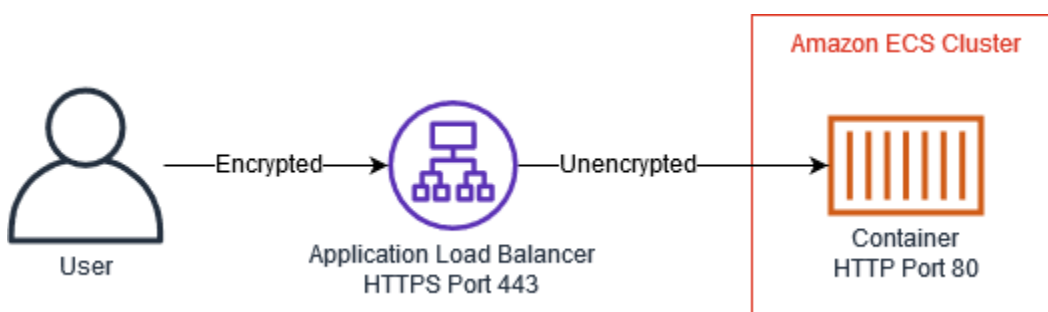 Amazon ECS Cluster
Encrypted
Unencrypted
User
Application Load Balancer
HTTPS Port 443
Container
HTTP Port 80